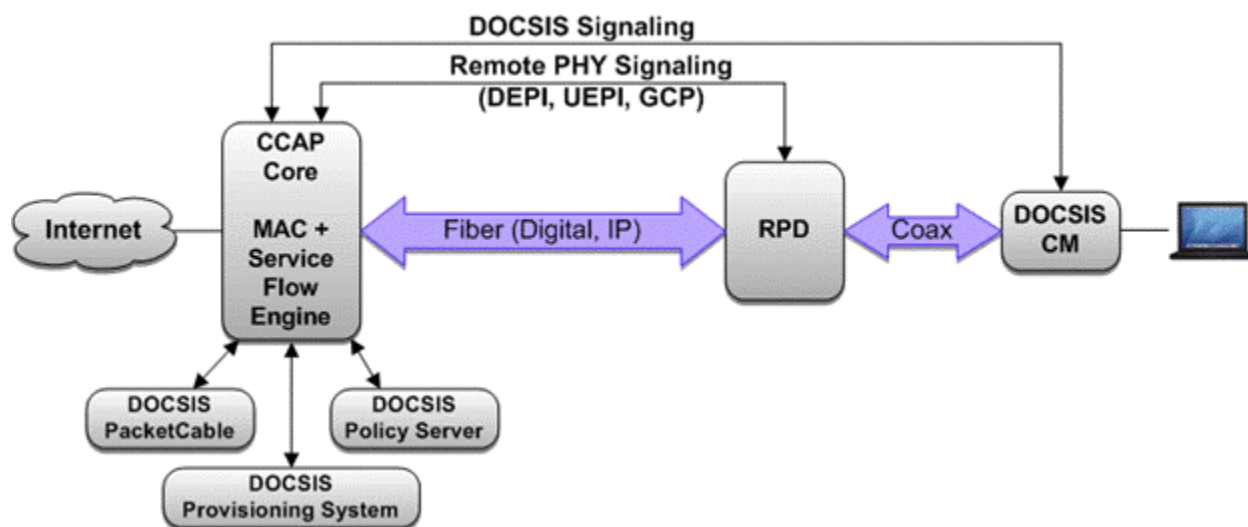 DOCSIS Signaling
Remote PHY Signaling
(DEPI, UEPI, GCP)
CCAP
Core
MAC +
Service
Flow
Engine
Internet
Fiber (Digital, IP)
RPD
Coax
DOCSIS
CM
DOCSIS
PacketCable
DOCSIS
Policy Server
DOCSIS
Provisioning System